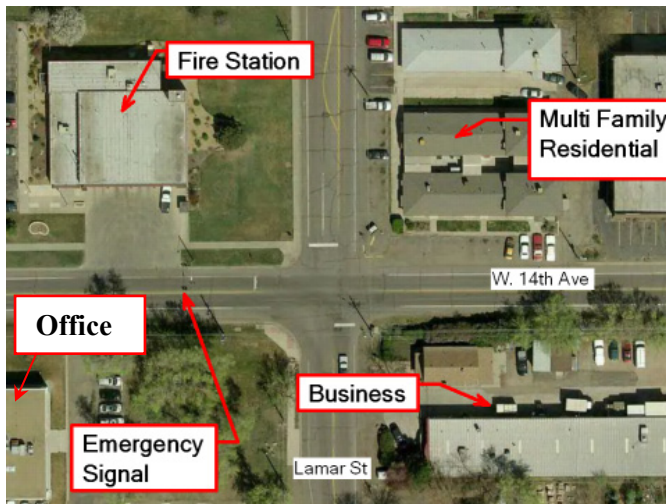 Fire Station
Multi Family
Residential
W. 14th Ave
Office
Business
Emergency
Signal
Lamar St